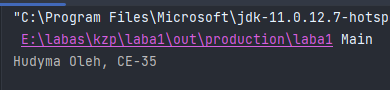 "C:\Program Files\Microsoft\jdk-11.0.12.7-hotsp
E:\labas\kzp\laba1\out\production\laba1 Main
Hudyma Oleh, CE-35